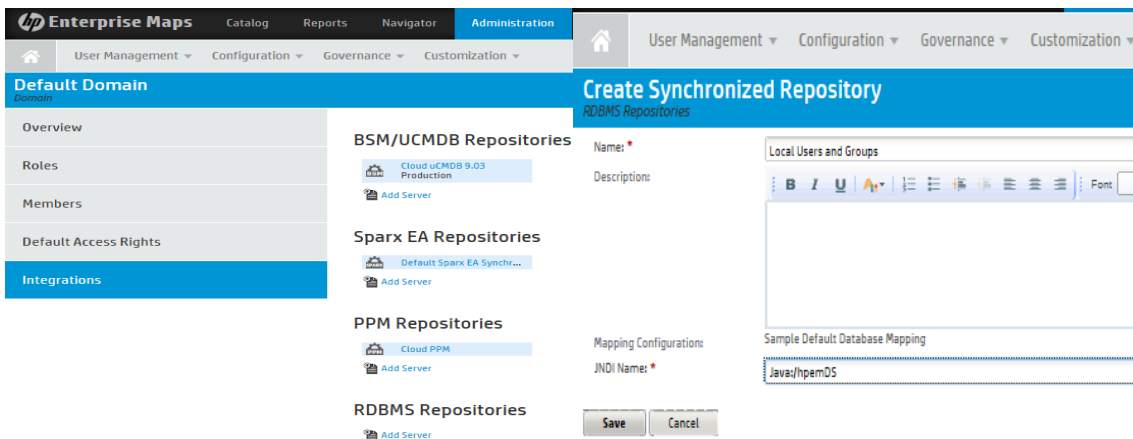 hp Enterprise Maps Catalog Reports Navigator Administration
User Management Configuration Governance Customization
Default Domain
Domain
Overview
Roles
Members
Default Access Rights
Integrations
BSM/UCMDB Repositories
BSM
Cloud uCMDB 9.03
Production
Add Server
Sparx EA Repositories
Default Sparx EA Synchr...
Add Server
PPM Repositories
PPM
Cloud PPM
Add Server
RDBMS Repositories
Add Server
User Management Configuration Governance Customization
Create Synchronized Repository
RDBMS Repositories
Name: * Local Users and Groups
Description:
B I U A Font
Mapping Configuration: Sample Default Database Mapping
JNDI Name: * Java:/hpemDS
Save Cancel